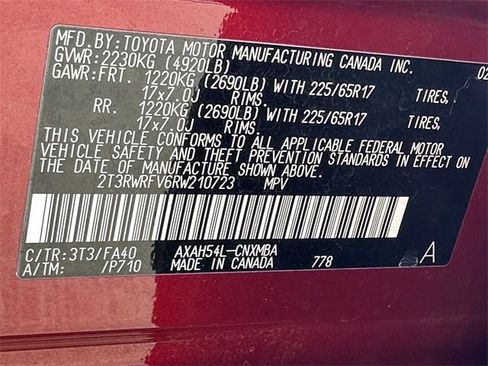 MFD.BY:TOYOTA MOTOR MANUFACTURING CANADA INC.
GVWR:2230KG (4920LB)
GAWR:FRT. 1220KG (2690LB) WITH 225/65R17 TIRES,
17x7.0J RIMS.
RR. 1220KG (2690LB) WITH 225/65R17 TIRES,
17x7.0J RIMS.
THIS VEHICLE CONFORMS TO ALL APPLICABLE FEDERAL MOTOR
VEHICLE SAFETY AND THEFT PREVENTION STANDARDS IN EFFECT ON
THE DATE OF MANUFACTURE SHOWN ABOVE.
2T3RWRFV6RW210723 MPV
C/TR:3T3/FA40 AXAH54L-CNXMBA A
A/TM: /P710 MADE IN CANADA 778